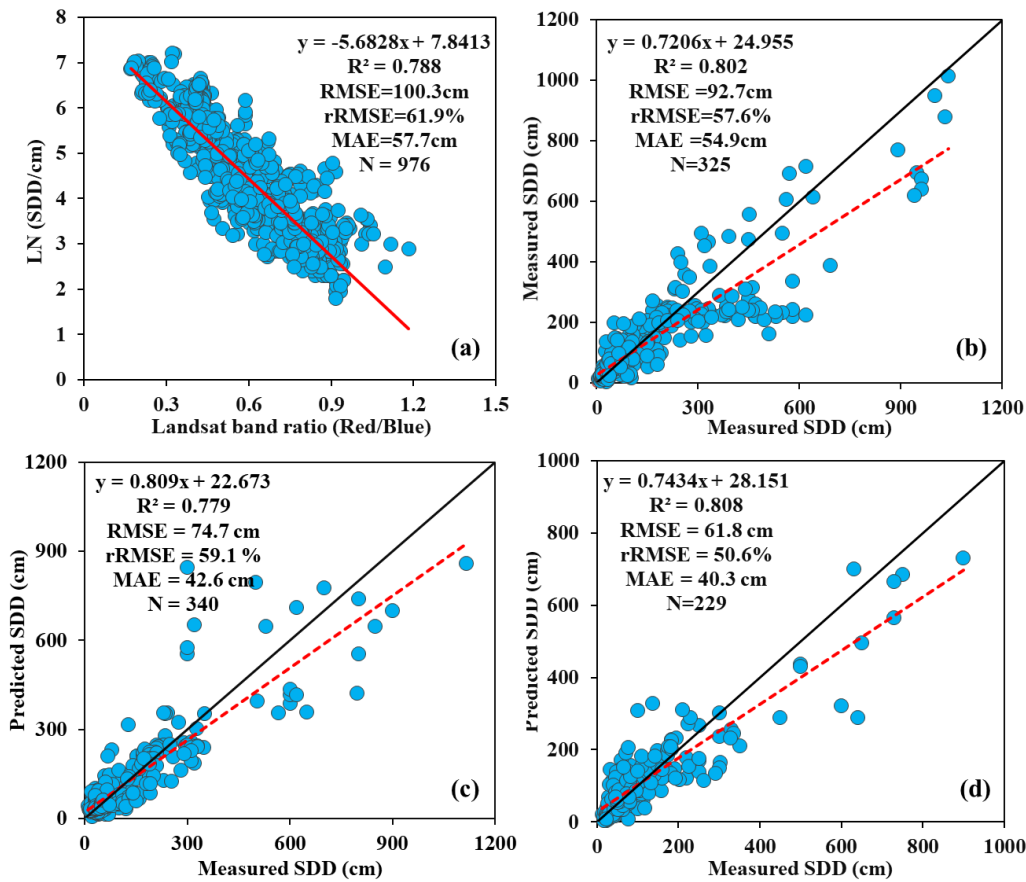 y = -5.6828x + 7.8413
R² = 0.788
RMSE=100.3cm
rRMSE=61.9%
MAE=57.7cm
N = 976
8
7
6
5
4
3
2
1
0
LN (SDD/cm)
(a)
0 0.3 0.6 0.9 1.2 1.5
Landsat band ratio (Red/Blue)
y = 0.7206x + 24.955
R² = 0.802
RMSE =92.7cm
rRMSE=57.6%
MAE =54.9cm
N=325
1200
1000
800
600
400
200
0
Measured SDD (cm)
(b)
0 300 600 900 1200
Measured SDD (cm)
y = 0.809x + 22.673
R² = 0.779
RMSE = 74.7 cm
rRMSE = 59.1 %
MAE = 42.6 cm
N = 340
1200
900
600
300
0
Predicted SDD (cm)
(c)
0 300 600 900 1200
Measured SDD (cm)
y = 0.7434x + 28.151
R² = 0.808
RMSE = 61.8 cm
rRMSE = 50.6%
MAE = 40.3 cm
N=229
1000
800
600
400
200
0
Predicted SDD (cm)
(d)
0 200 400 600 800 1000
Measured SDD (cm)